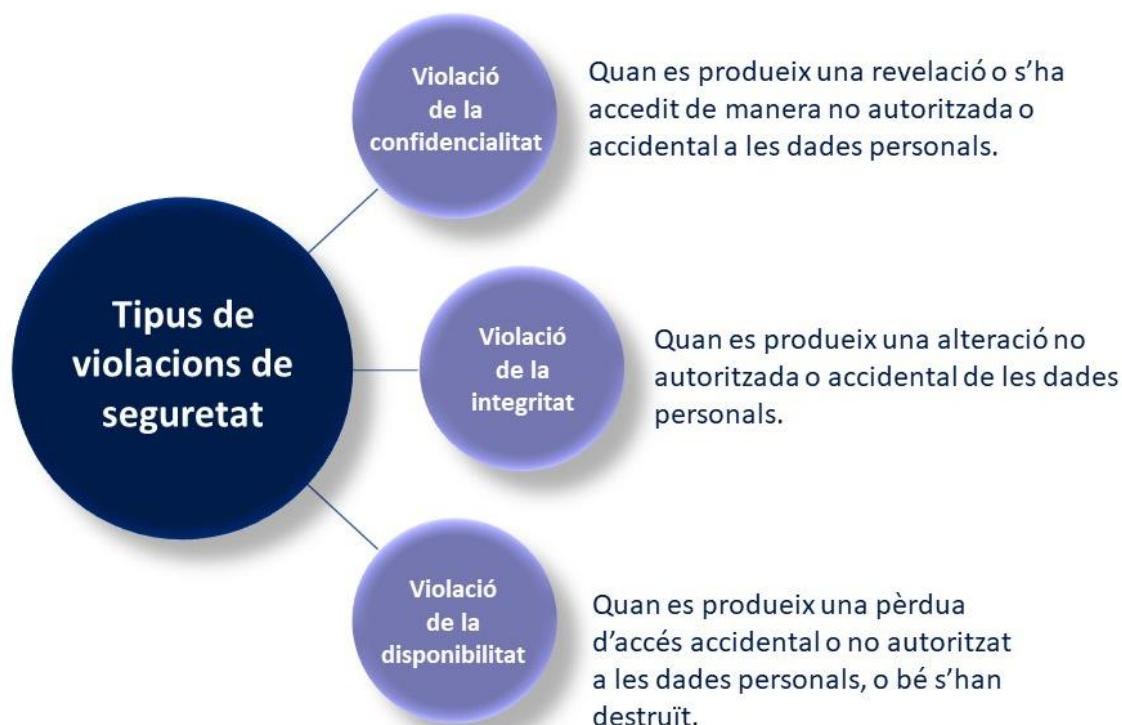 Tipus de
violacions de
seguretat
Violació
de la
confidencialitat
Quan es produeix una revelació o s’ha
accedit de manera no autoritzada o
accidental a les dades personals.
Violació
de la
integritat
Quan es produeix una alteració no
autoritzada o accidental de les dades
personals.
Violació
de la
disponibilitat
Quan es produeix una pèrdua
d’accés accidental o no autoritzat
a les dades personals, o bé s’han
destruït.